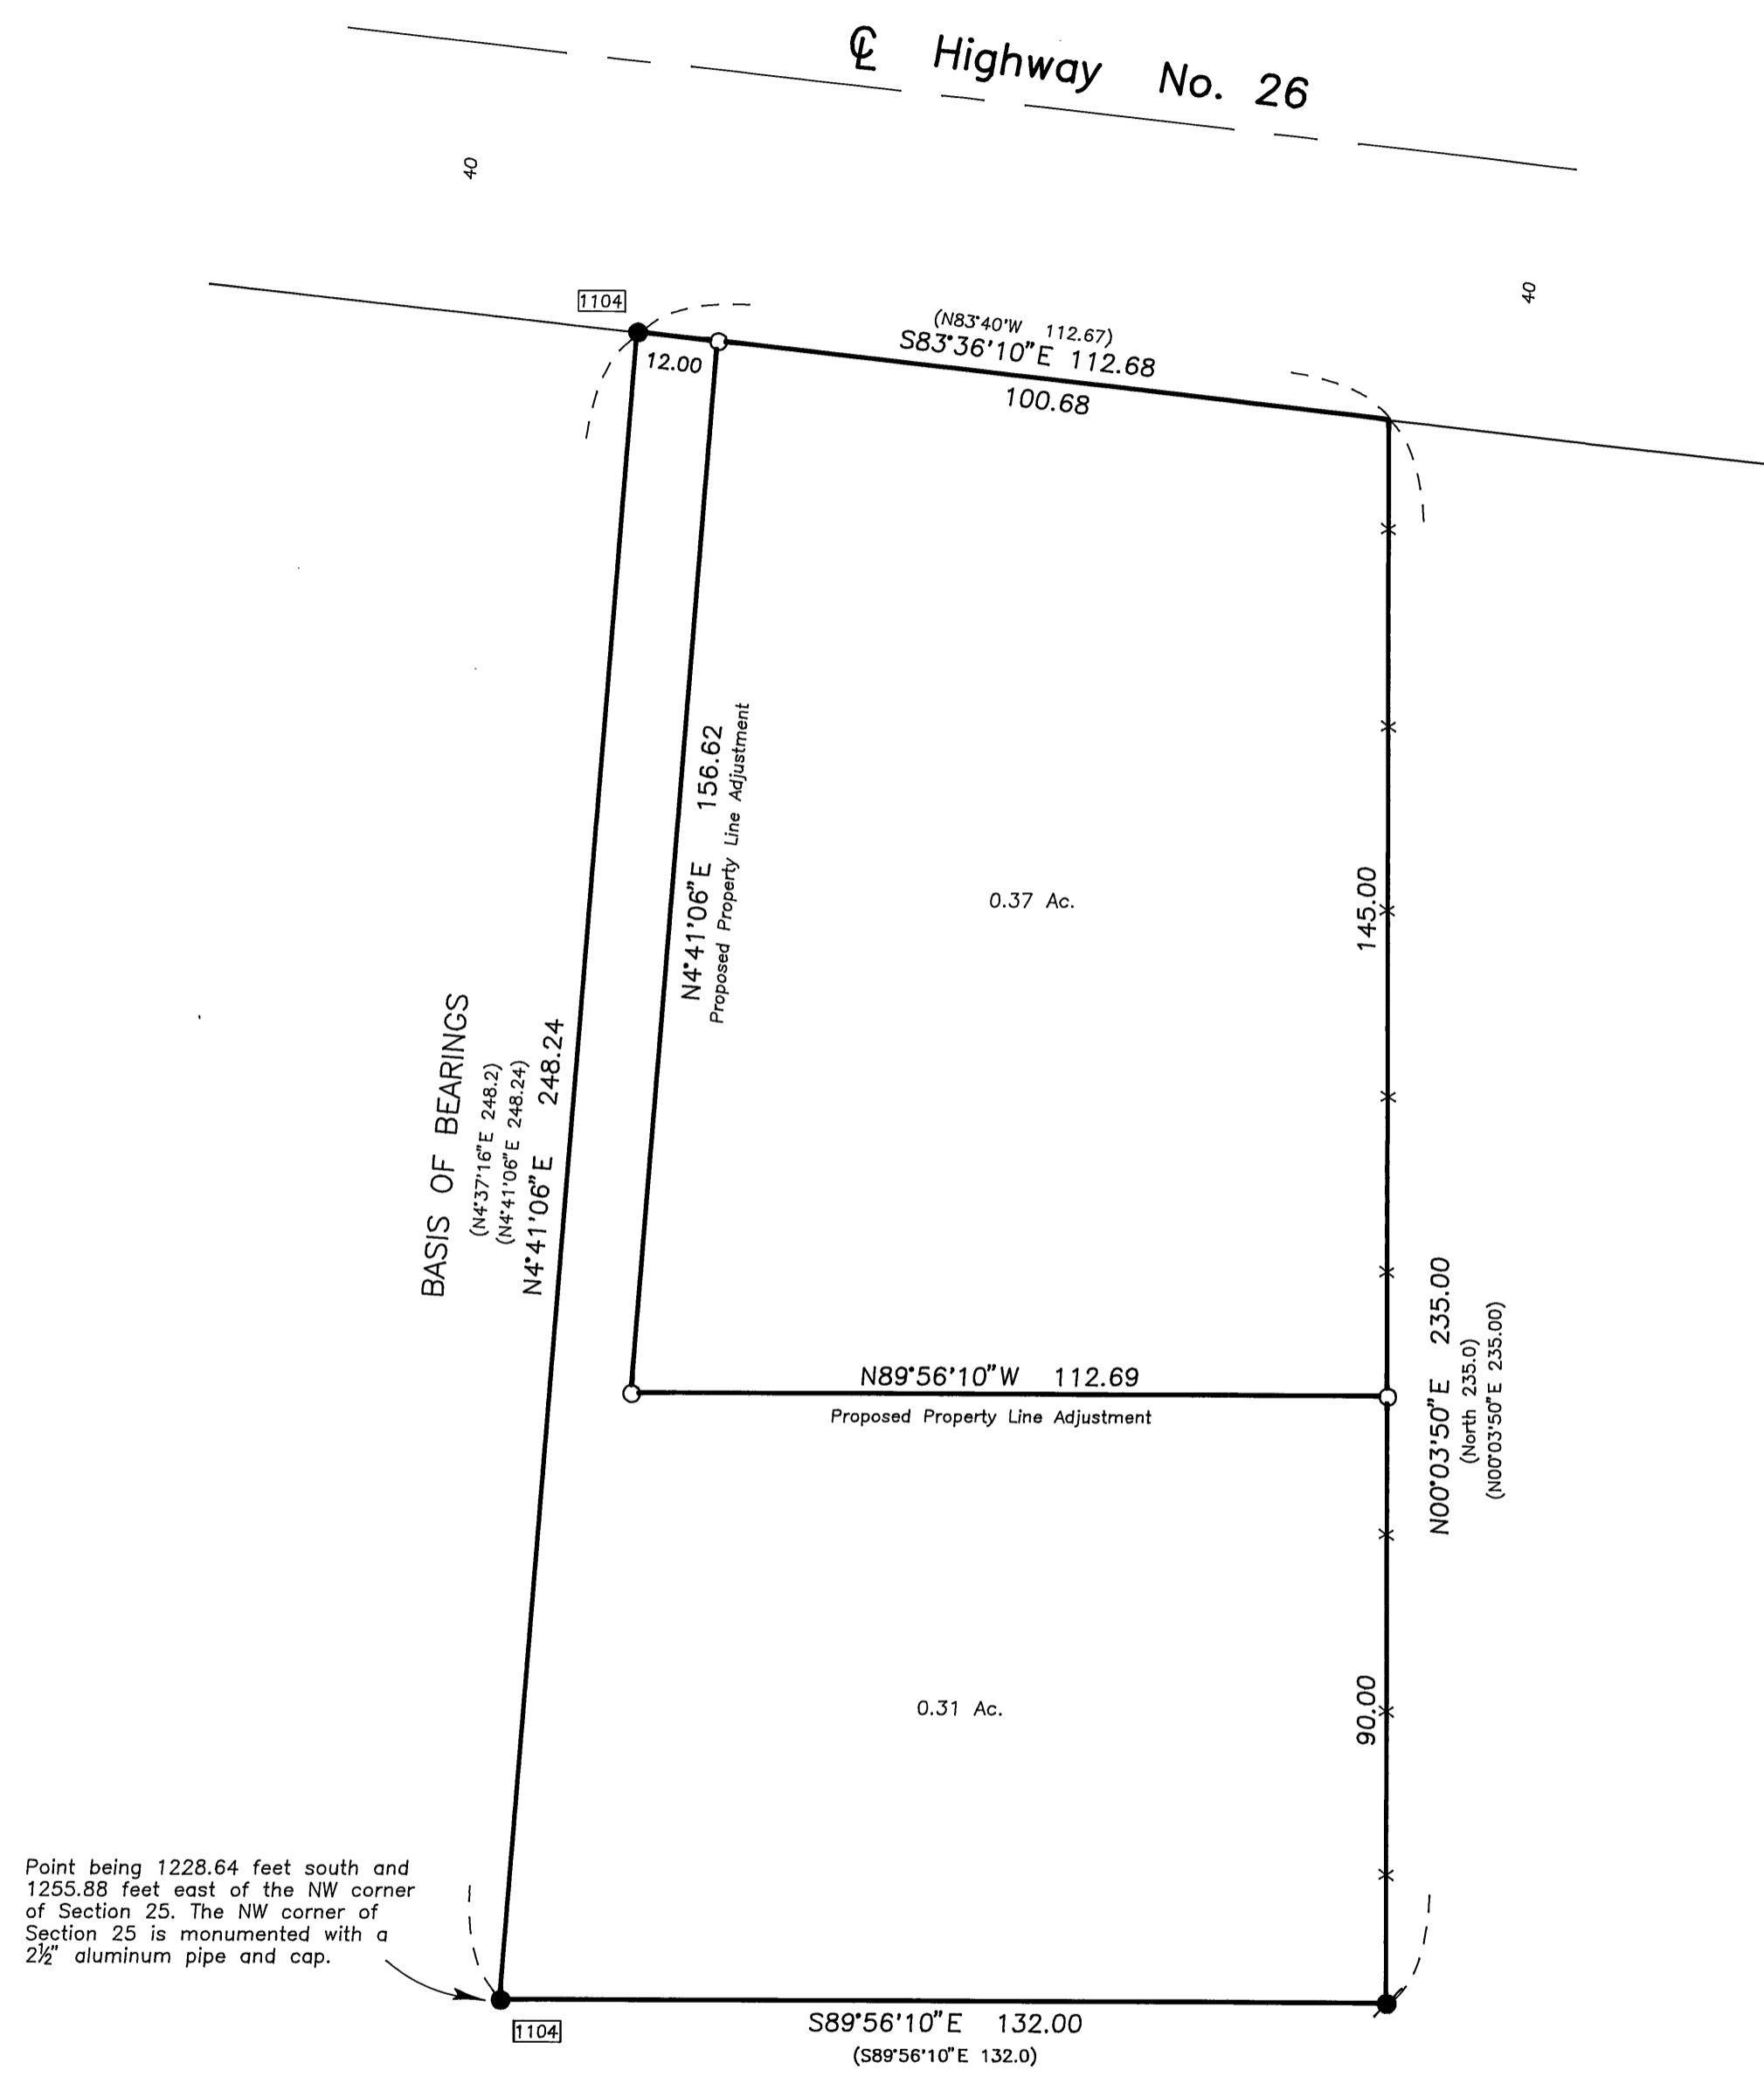 ℄ Highway No. 26
40
40
1104
(N83°40'W 112.67)
S83°36'10"E 112.68
12.00
100.68
N4°41'06"E 156.62
Proposed Property Line Adjustment
0.37 Ac.
145.00
BASIS OF BEARINGS
(N4°37'16"E 248.2)
(N4°41'06"E 248.24)
N4°41'06"E 248.24
N89°56'10"W 112.69
Proposed Property Line Adjustment
N00°03'50"E 235.00
(North 235.0)
(N00°03'50"E 235.00)
0.31 Ac.
90.00
Point being 1228.64 feet south and
1255.88 feet east of the NW corner
of Section 25. The NW corner of
Section 25 is monumented with a
2½" aluminum pipe and cap.
1104
S89°56'10"E 132.00
(S89°56'10"E 132.0)